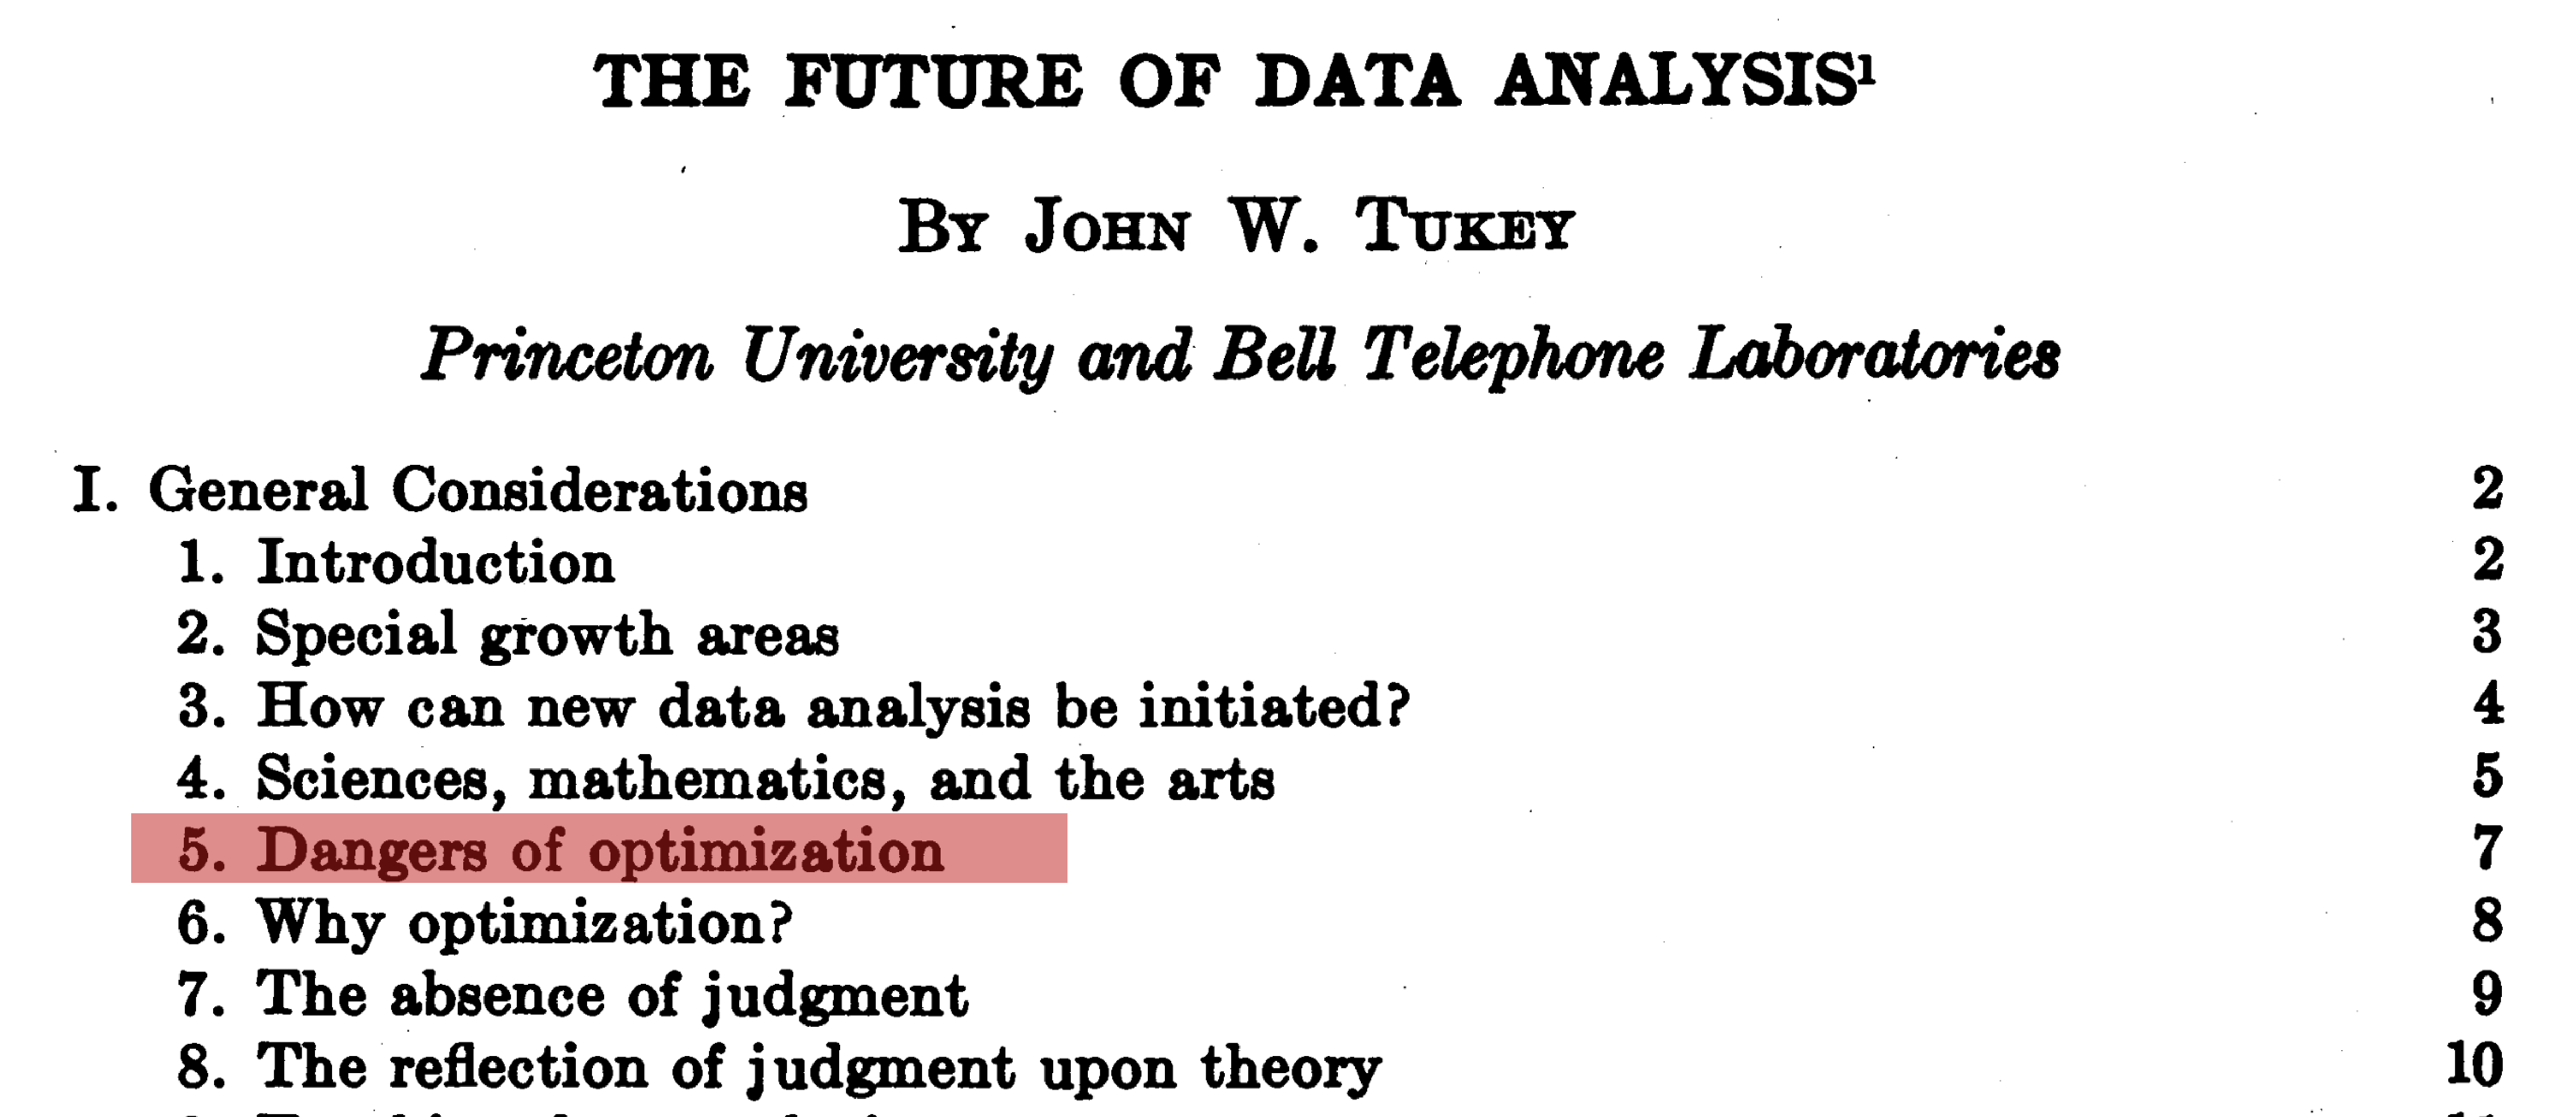 THE FUTURE OF DATA ANALYSIS¹
By John W. Tukey
Princeton University and Bell Telephone Laboratories
I. General Considerations 2
1. Introduction 2
2. Special growth areas 3
3. How can new data analysis be initiated? 4
4. Sciences, mathematics, and the arts 5
5. Dangers of optimization 7
6. Why optimization? 8
7. The absence of judgment 9
8. The reflection of judgment upon theory 10